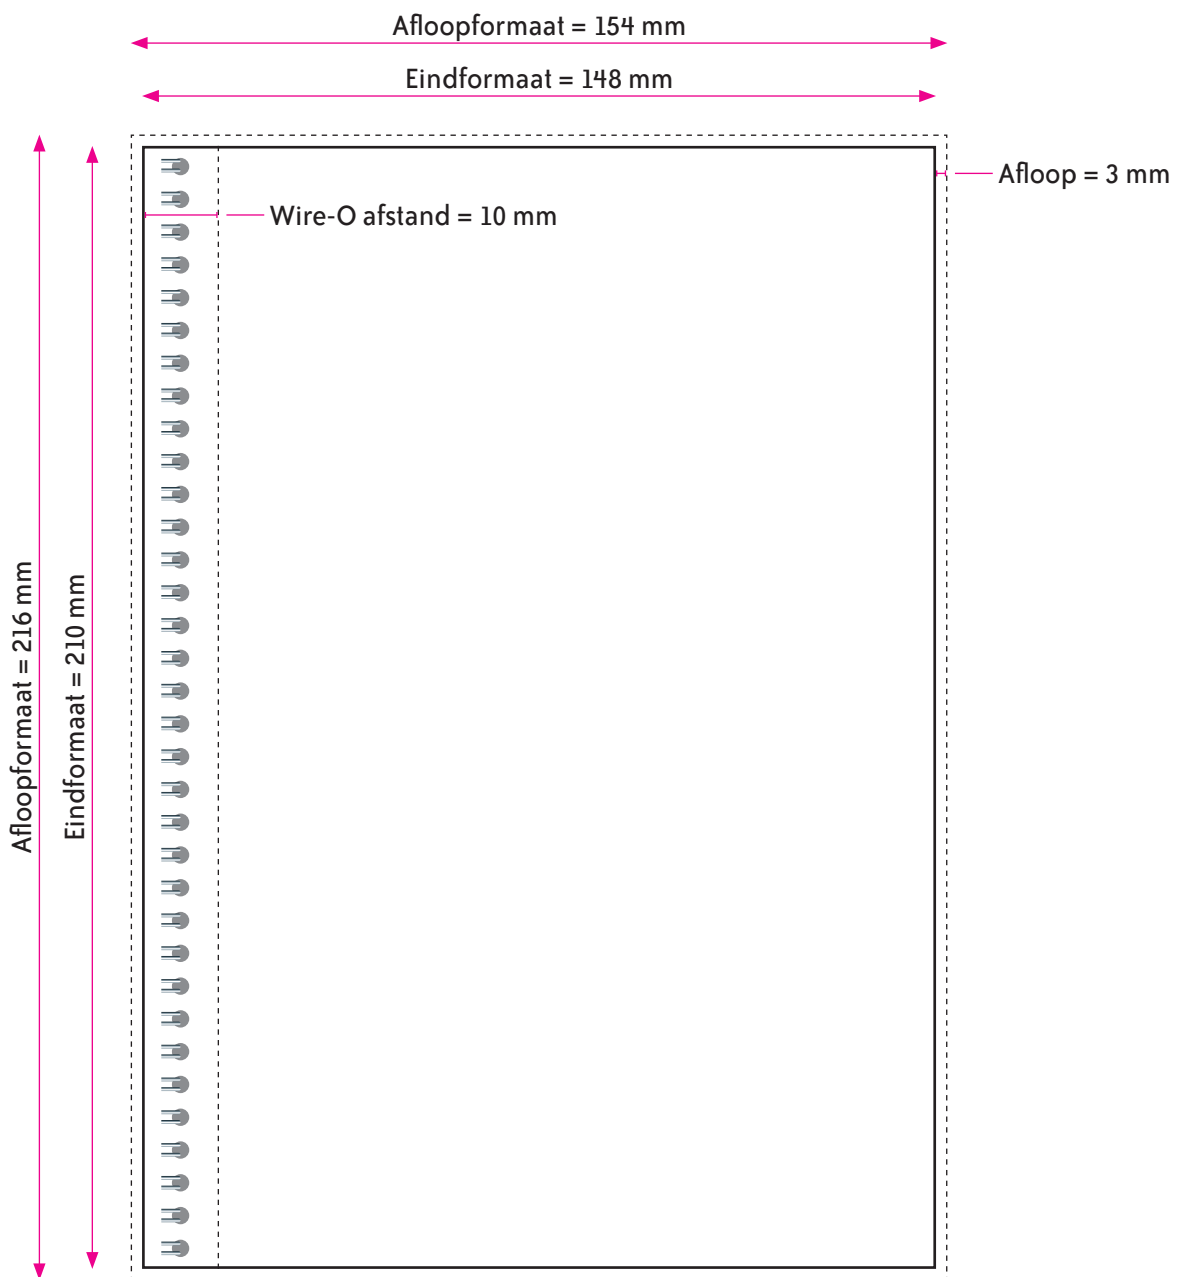 Afloopformaat = 154 mm
Eindformaat = 148 mm
Afloop = 3 mm
Wire-O afstand = 10 mm
Afloopformaat = 216 mm
Eindformaat = 210 mm